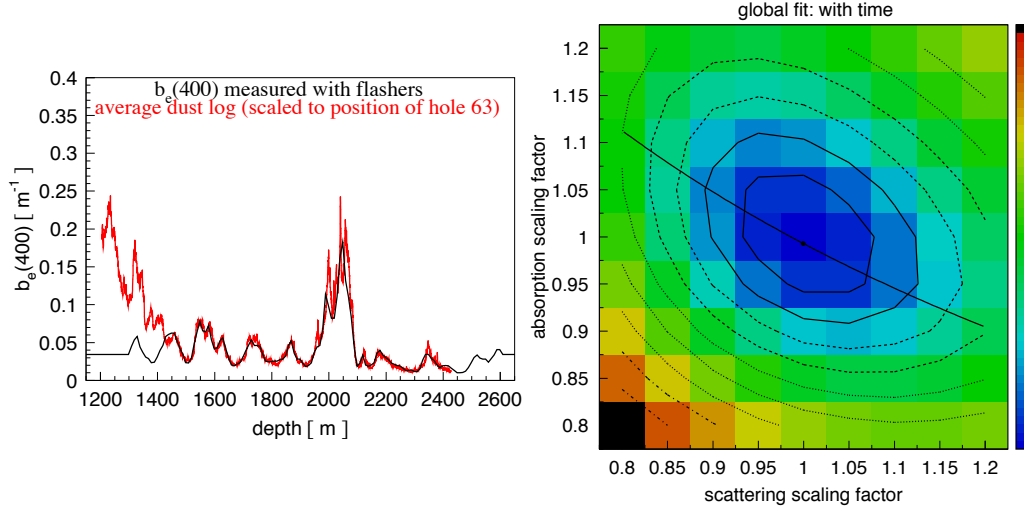 b_e(400) measured with flashers
average dust log (scaled to position of hole 63)
b_e(400) [ m^-1 ]
0.4
0.35
0.3
0.25
0.2
0.15
0.1
0.05
0
1200 1400 1600 1800 2000 2200 2400 2600
depth [ m ]
global fit: with time
absorption scaling factor
1.2
1.15
1.1
1.05
1
0.95
0.9
0.85
0.8
0.8 0.85 0.9 0.95 1 1.05 1.1 1.15 1.2
scattering scaling factor